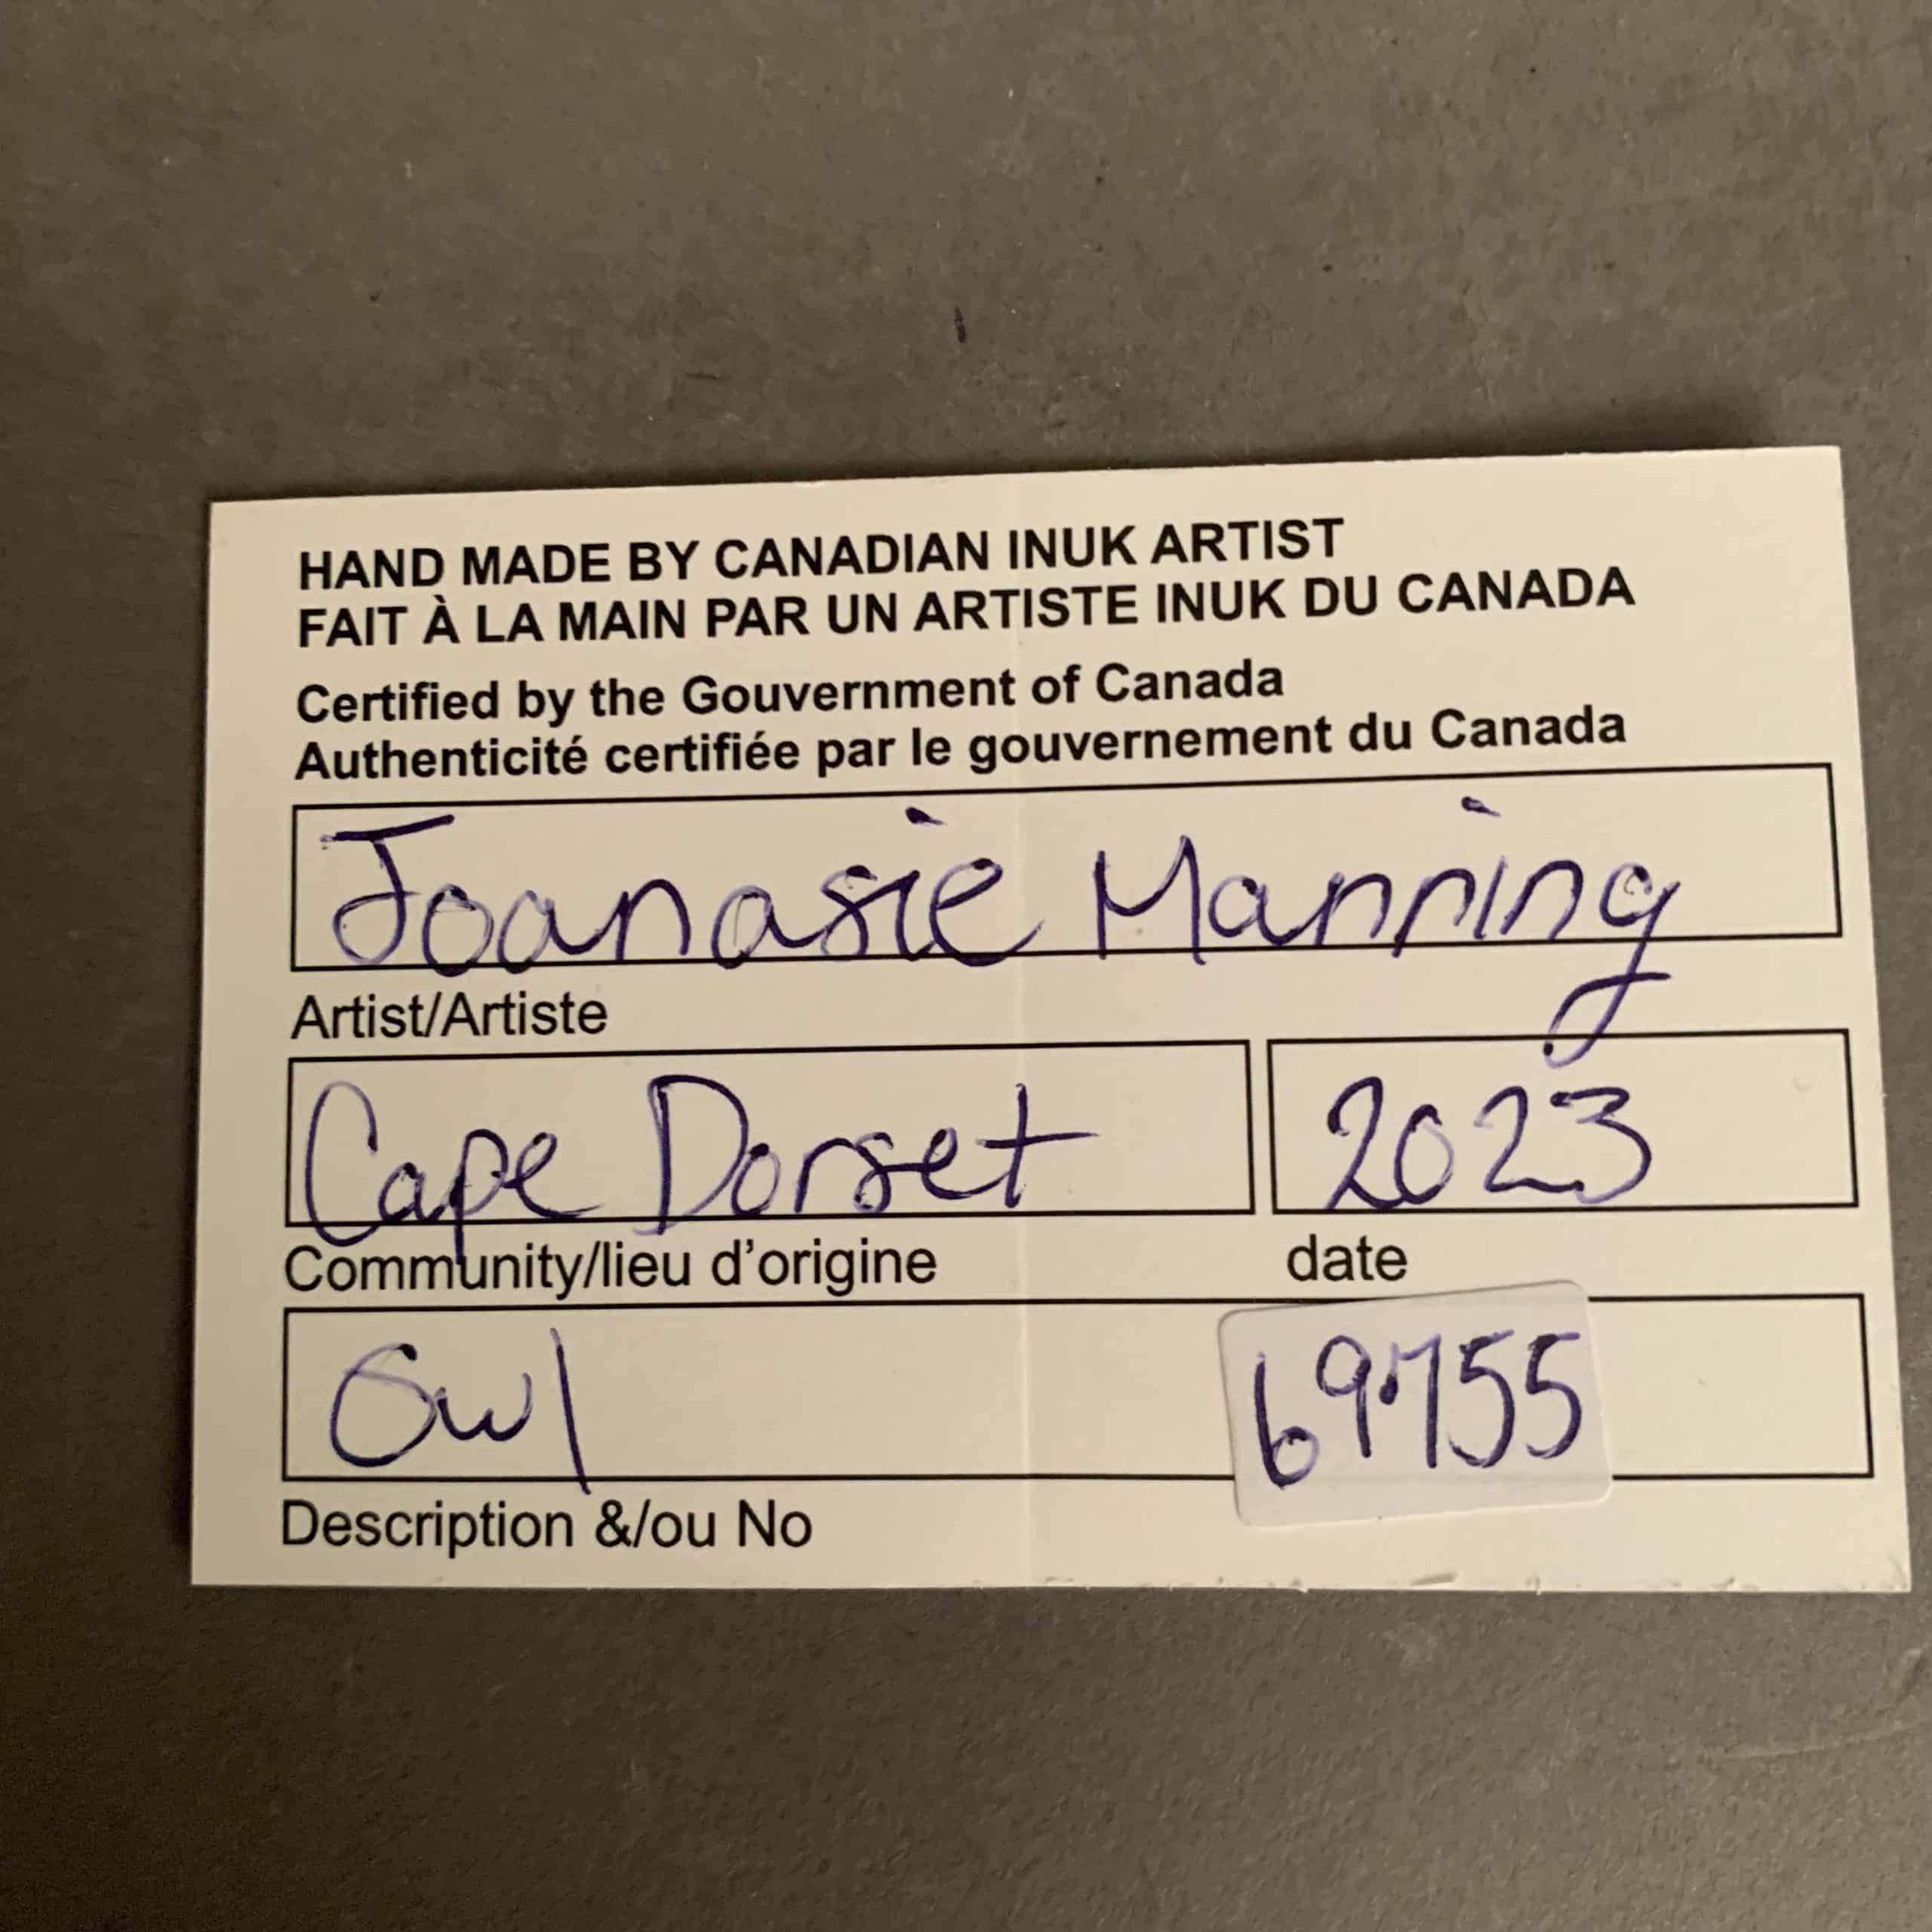 HAND MADE BY CANADIAN INUK ARTIST
FAIT À LA MAIN PAR UN ARTISTE INUK DU CANADA
Certified by the Gouvernment of Canada
Authenticité certifiée par le gouvernement du Canada
Joanasie Manning
Artist/Artiste
Cape Dorset 2023
Community/lieu d'origine date
Owl 69755
Description &/ou No